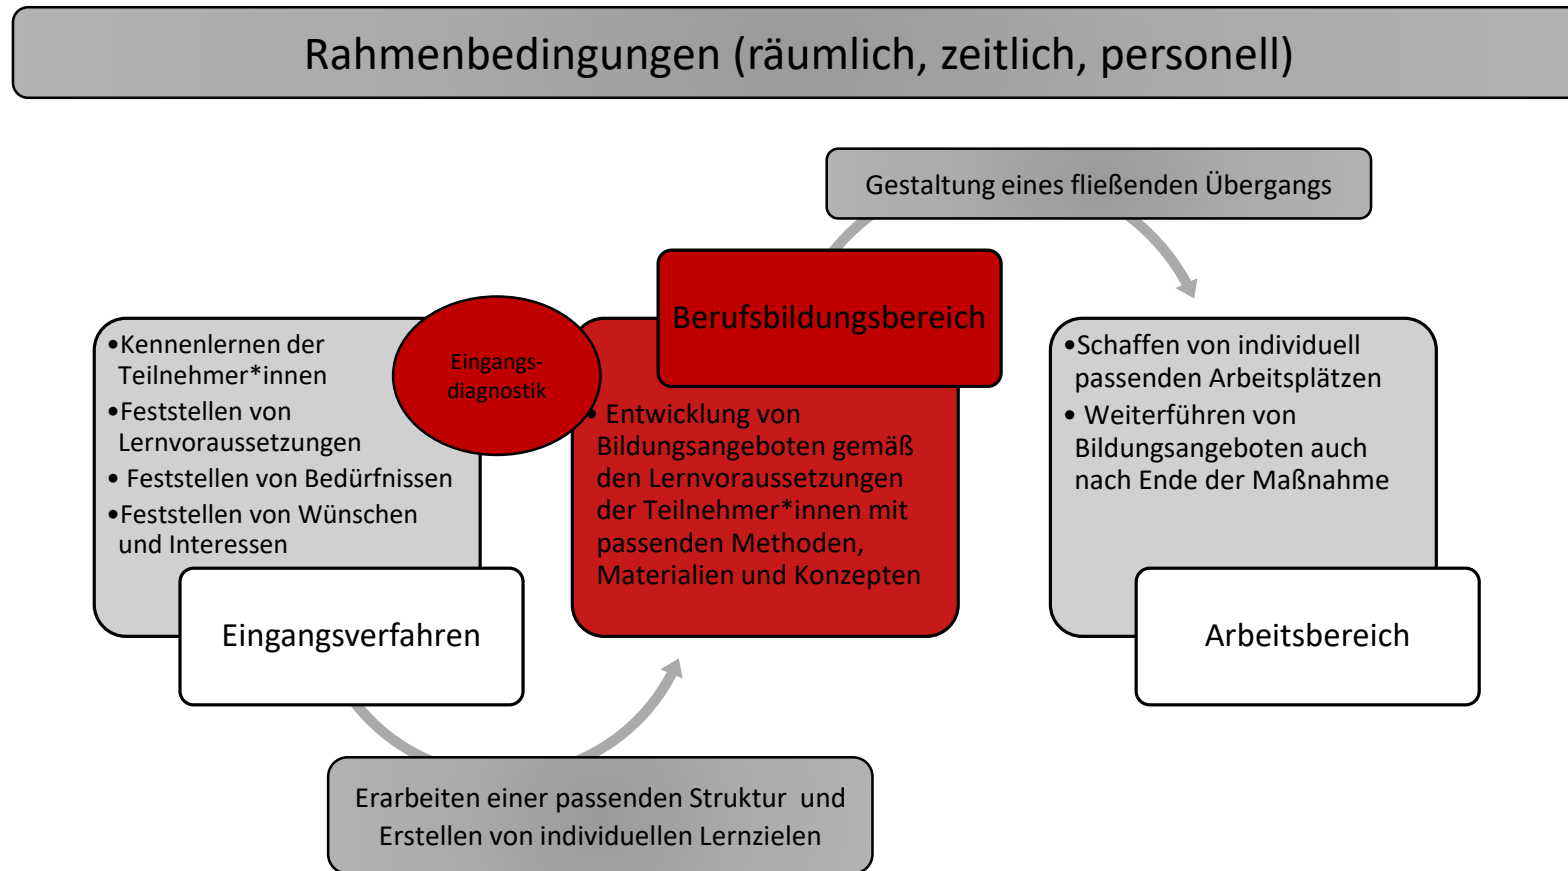 Rahmenbedingungen (räumlich, zeitlich, personell)
Gestaltung eines fließenden Übergangs
•Kennenlernen der
Teilnehmer*innen
•Feststellen von
Lernvoraussetzungen
• Feststellen von Bedürfnissen
•Feststellen von Wünschen
und Interessen
Eingangsverfahren
Eingangs-
diagnostik
Berufsbildungsbereich
• Entwicklung von
Bildungsangeboten gemäß
den Lernvoraussetzungen
der Teilnehmer*innen mit
passenden Methoden,
Materialien und Konzepten
•Schaffen von individuell
passenden Arbeitsplätzen
• Weiterführen von
Bildungsangeboten auch
nach Ende der Maßnahme
Arbeitsbereich
Erarbeiten einer passenden Struktur  und
Erstellen von individuellen Lernzielen